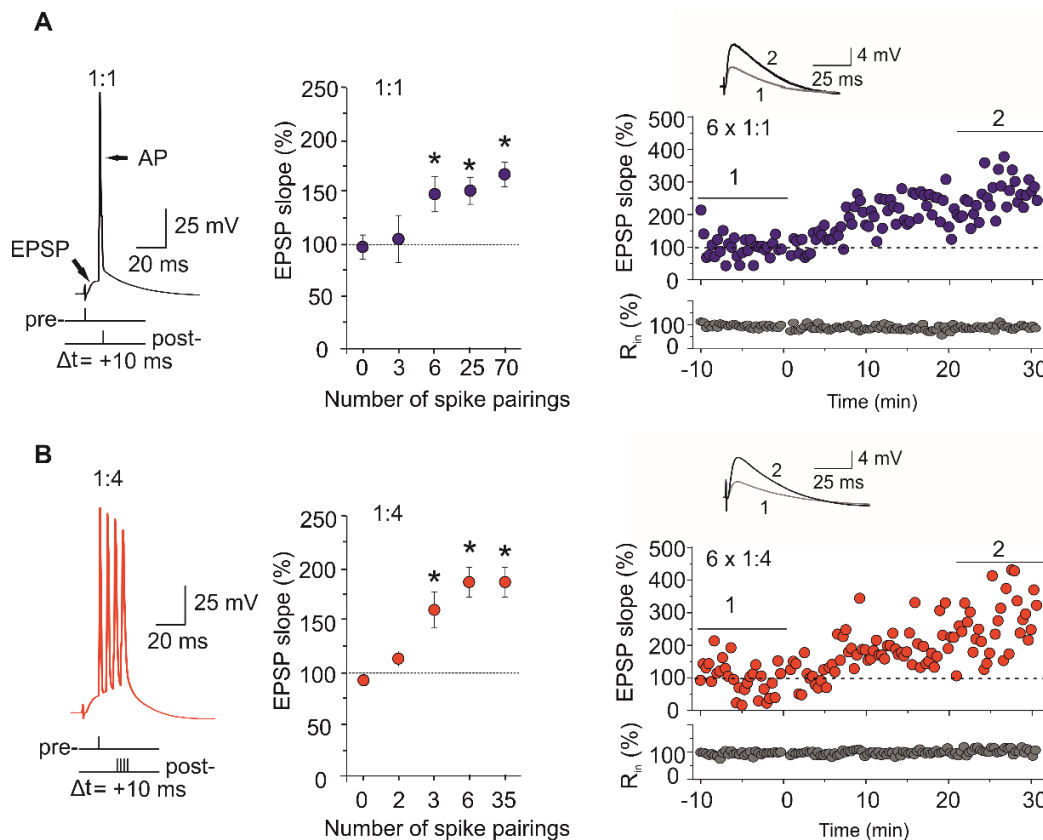 A
1:1
AP
EPSP
25 mV
20 ms
pre-
post-
Δt= +10 ms
1:1
250
200
150
100
50
0
EPSP slope (%)
* * *
0 3 6 25 70
Number of spike pairings
2
1
4 mV
25 ms
6 x 1:1
1
2
500
400
300
200
100
0
EPSP slope (%)
100
0
Rin (%)
-10 0 10 20 30
Time (min)
B
1:4
25 mV
20 ms
pre-
post-
Δt= +10 ms
1:4
250
200
150
100
50
0
EPSP slope (%)
* * *
0 2 3 6 35
Number of spike pairings
2
1
4 mV
25 ms
6 x 1:4
1
2
500
400
300
200
100
0
EPSP slope (%)
100
0
Rin (%)
-10 0 10 20 30
Time (min)